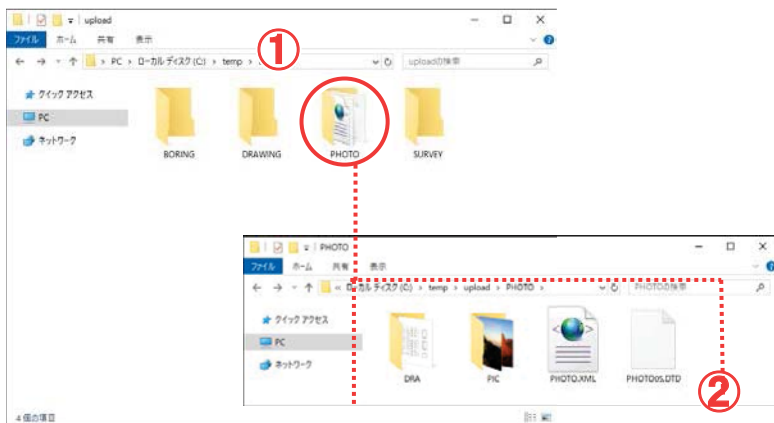 upload
ファイル ホーム 共有 表示
PC › ローカル ディスク (C:) › temp ›
uploadの検索
①
クイック アクセス
PC
ネットワーク
BORING DRAWING PHOTO SURVEY
PHOTO
ファイル ホーム 共有 表示
« ローカル ディスク (C:) › temp › upload › PHOTO ›
PHOTOの検索
クイック アクセス
PC
ネットワーク
DRA PIC PHOTO.XML PHOTO05.DTD
②
4 個の項目